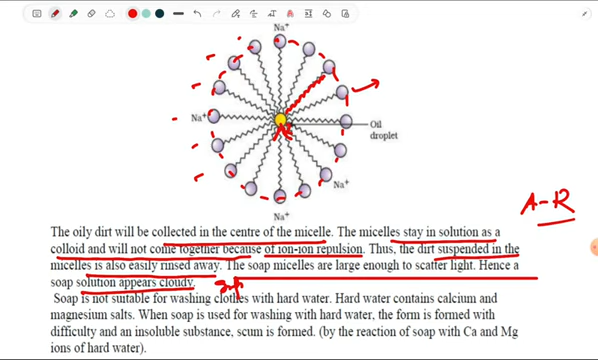 Na⁺
Na⁺
Oil
droplet
Na⁺
Na⁺
A-R
The oily dirt will be collected in the centre of the micelle. The micelles stay in solution as a
colloid and will not come together because of ion-ion repulsion. Thus, the dirt suspended in the
micelles is also easily rinsed away. The soap micelles are large enough to scatter light. Hence a
soap solution appears cloudy.
Soap is not suitable for washing clothes with hard water. Hard water contains calcium and
magnesium salts. When soap is used for washing with hard water, the form is formed with
difficulty and an insoluble substance, scum is formed. (by the reaction of soap with Ca and Mg
ions of hard water).